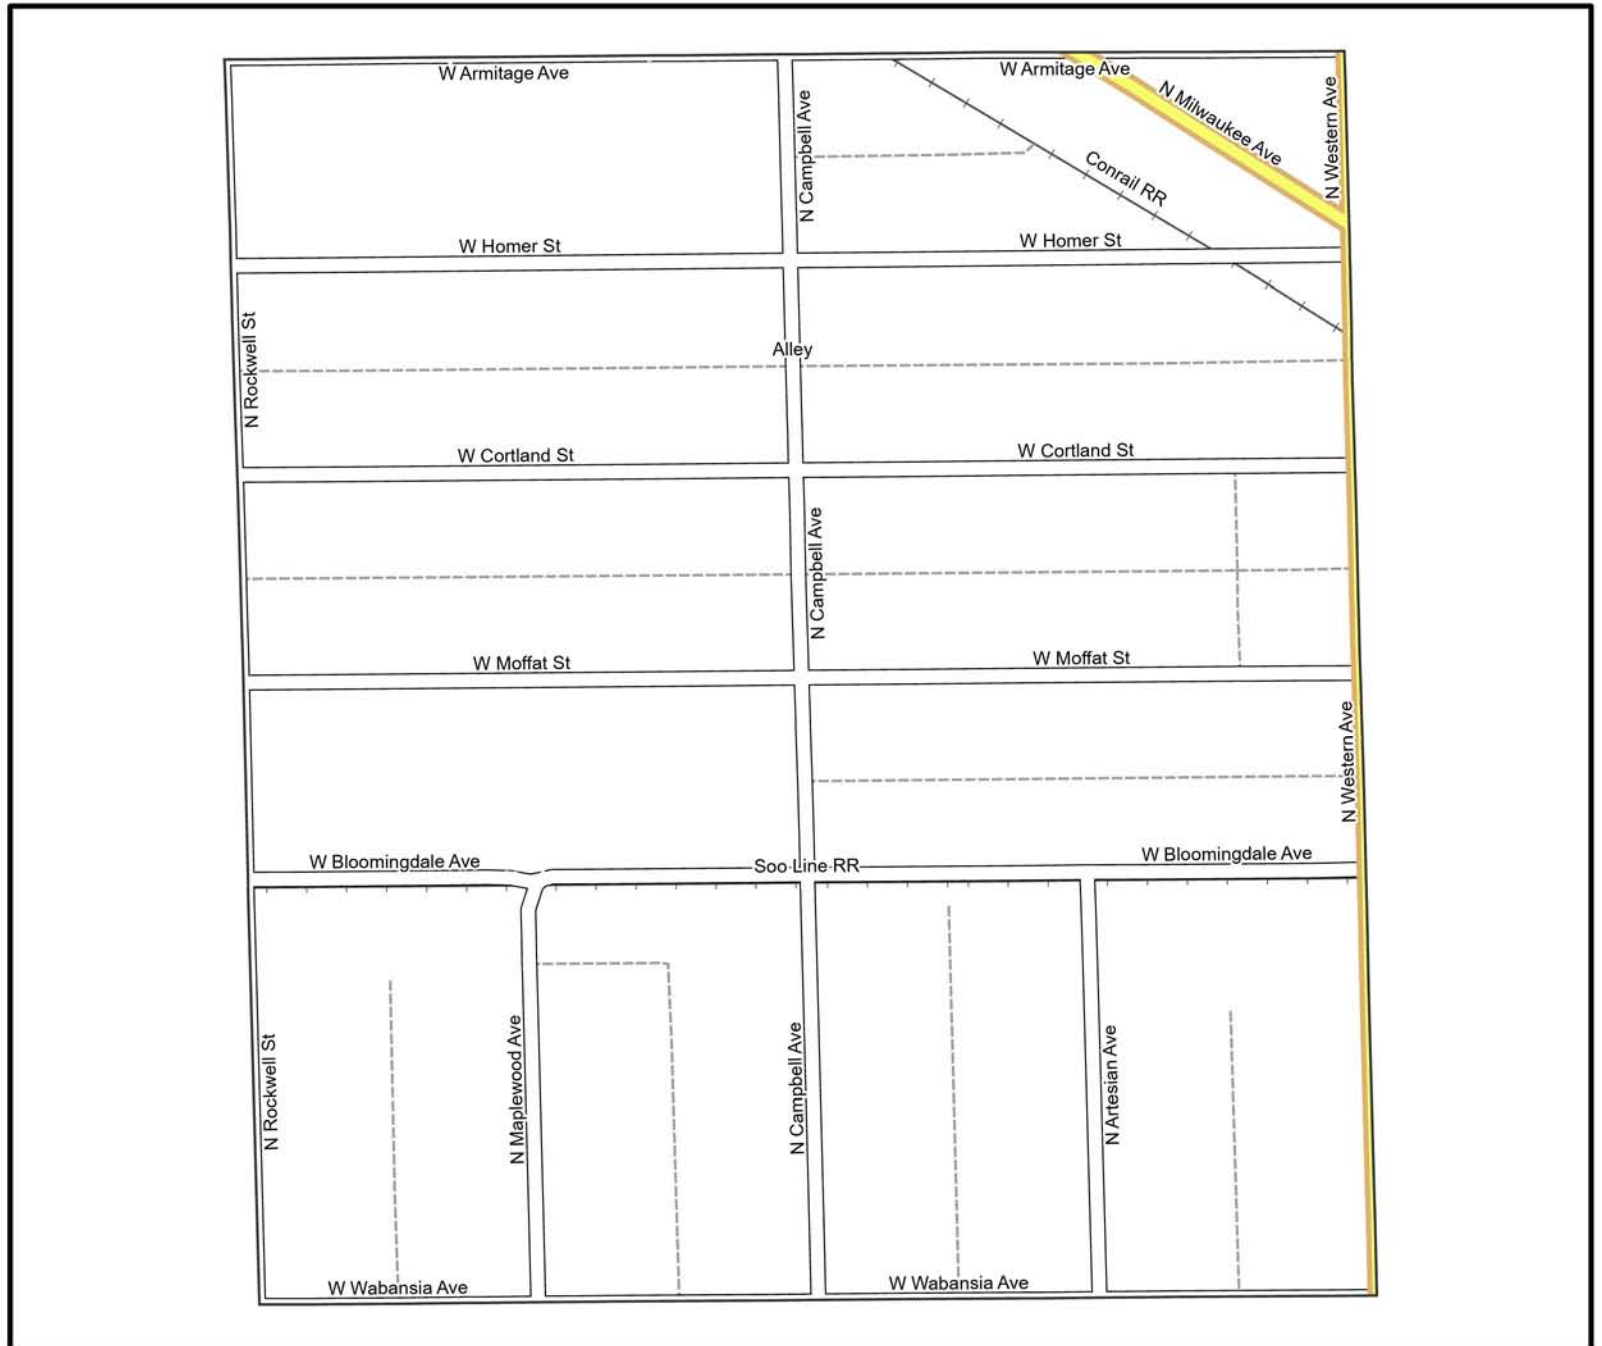 W Armitage Ave
W Armitage Ave
N Milwaukee Ave
N Western Ave
N Campbell Ave
Conrail RR
W Homer St
W Homer St
N Rockwell St
Alley
W Cortland St
W Cortland St
N Campbell Ave
W Moffat St
W Moffat St
N Western Ave
W Bloomingdale Ave
Soo Line RR
W Bloomingdale Ave
N Rockwell St
N Maplewood Ave
N Campbell Ave
N Artesian Ave
W Wabansia Ave
W Wabansia Ave